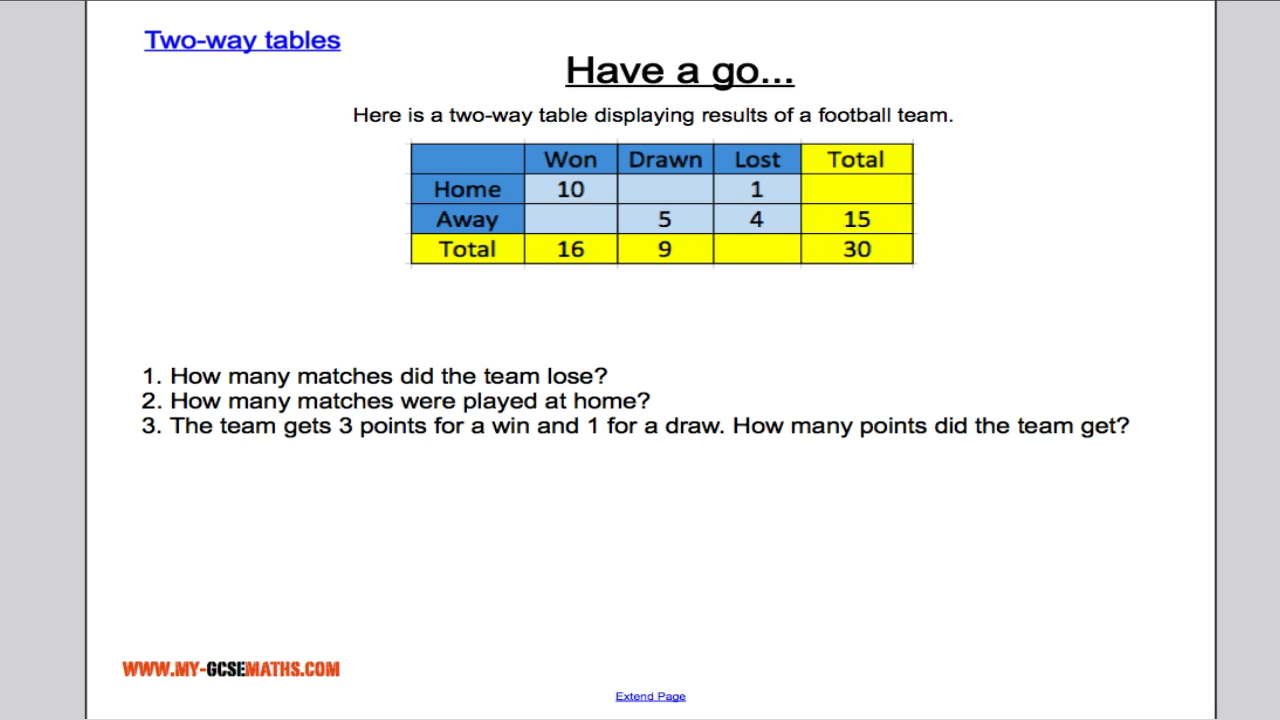 Two-way tables
Have a go...
Here is a two-way table displaying results of a football team.
Won Drawn Lost Total
Home 10 1
Away 5 4 15
Total 16 9 30
1. How many matches did the team lose?
2. How many matches were played at home?
3. The team gets 3 points for a win and 1 for a draw. How many points did the team get?
WWW.MY-GCSEMATHS.COM
Extend Page